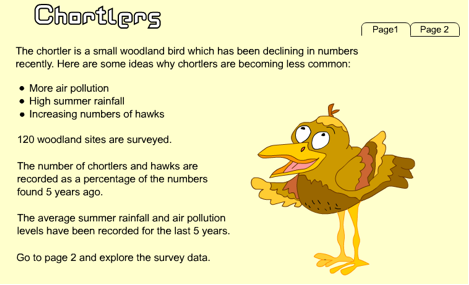 Chortlers
Page1
Page 2
The chortler is a small woodland bird which has been declining in numbers
recently. Here are some ideas why chortlers are becoming less common:
● More air pollution
● High summer rainfall
● Increasing numbers of hawks
120 woodland sites are surveyed.
The number of chortlers and hawks are
recorded as a percentage of the numbers
found 5 years ago.
The average summer rainfall and air pollution
levels have been recorded for the last 5 years.
Go to page 2 and explore the survey data.